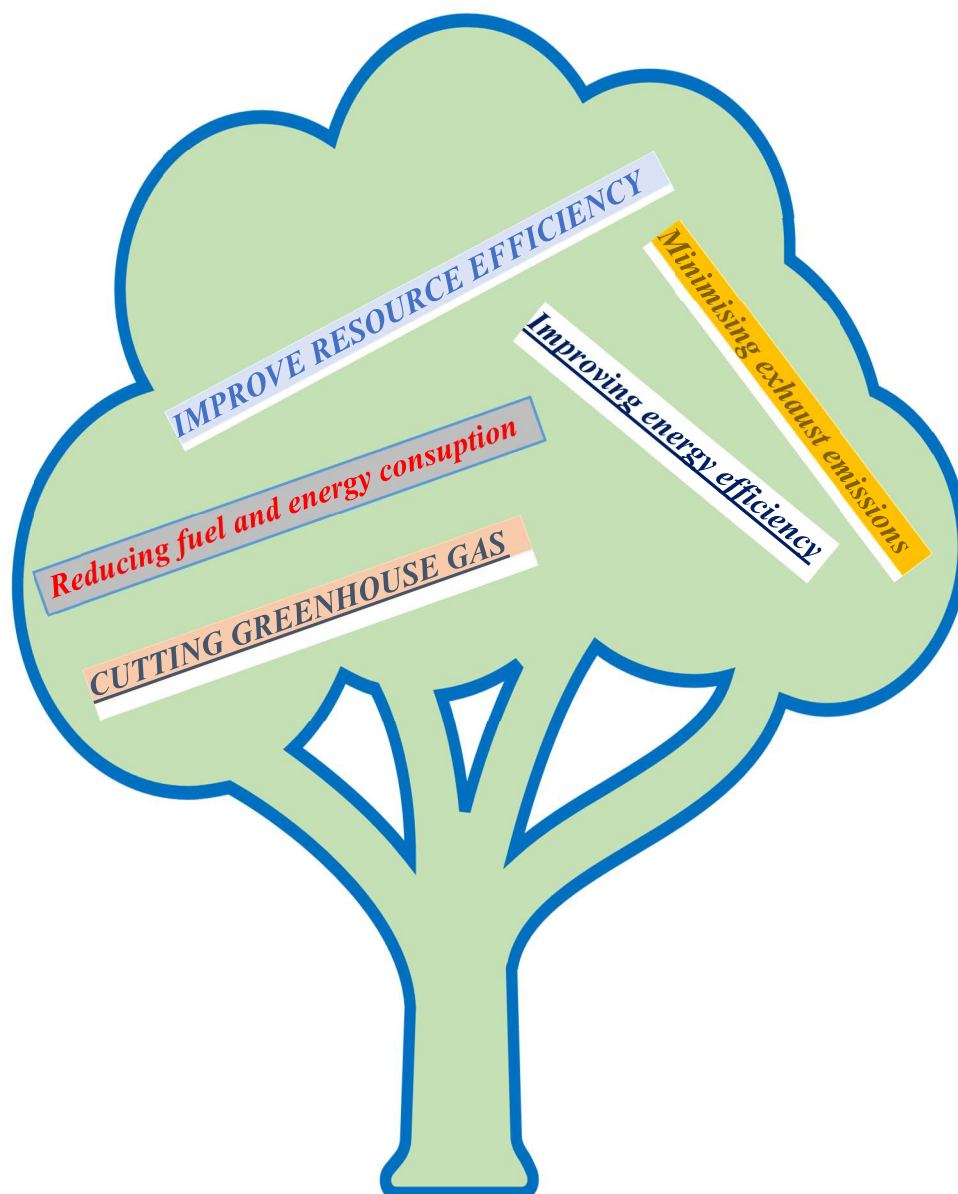 IMPROVE RESOURCE EFFICIENCY
Minimising exhaust emissions
Improving energy efficiency
Reducing fuel and energy consuption
CUTTING GREENHOUSE GAS